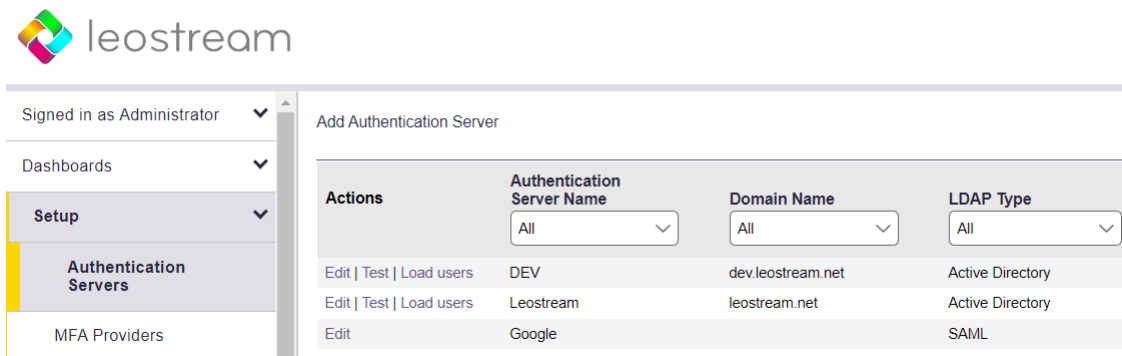 leostream
Signed in as Administrator
Dashboards
Setup
Authentication
Servers
MFA Providers
Add Authentication Server
Actions
Authentication
Server Name
Domain Name
LDAP Type
All
All
All
Edit | Test | Load users DEV dev.leostream.net Active Directory
Edit | Test | Load users Leostream leostream.net Active Directory
Edit Google SAML